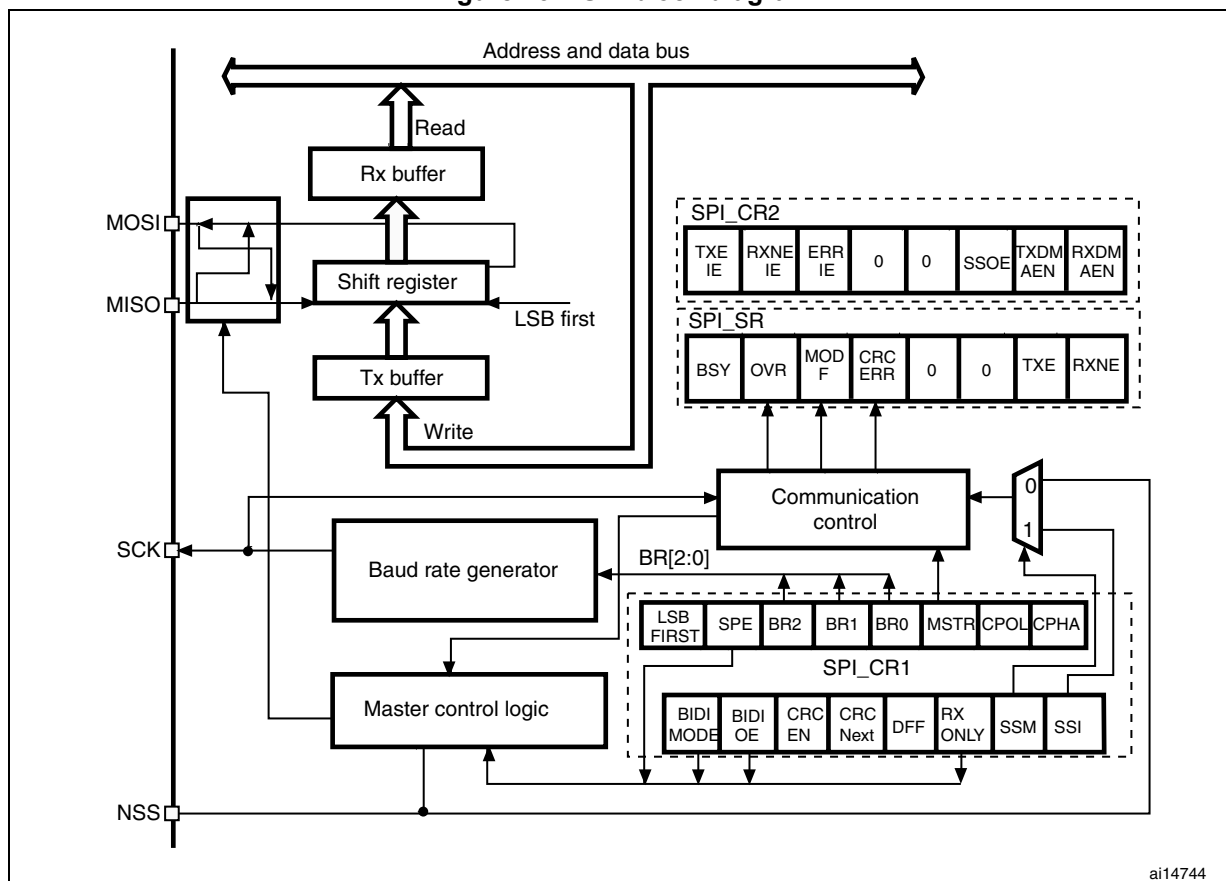 Address and data bus
Read
Rx buffer
MOSI
Shift register
MISO
LSB first
Tx buffer
Write
SPI_CR2
TXE IE
RXNE IE
ERR IE
0
0
SSOE
TXDM AEN
RXDM AEN
SPI_SR
BSY
OVR
MOD F
CRC ERR
0
0
TXE
RXNE
Communication control
0
1
SCK
Baud rate generator
BR[2:0]
LSB FIRST
SPE
BR2
BR1
BR0
MSTR
CPOL
CPHA
SPI_CR1
Master control logic
BIDI MODE
BIDI OE
CRC EN
CRC Next
DFF
RX ONLY
SSM
SSI
NSS
ai14744